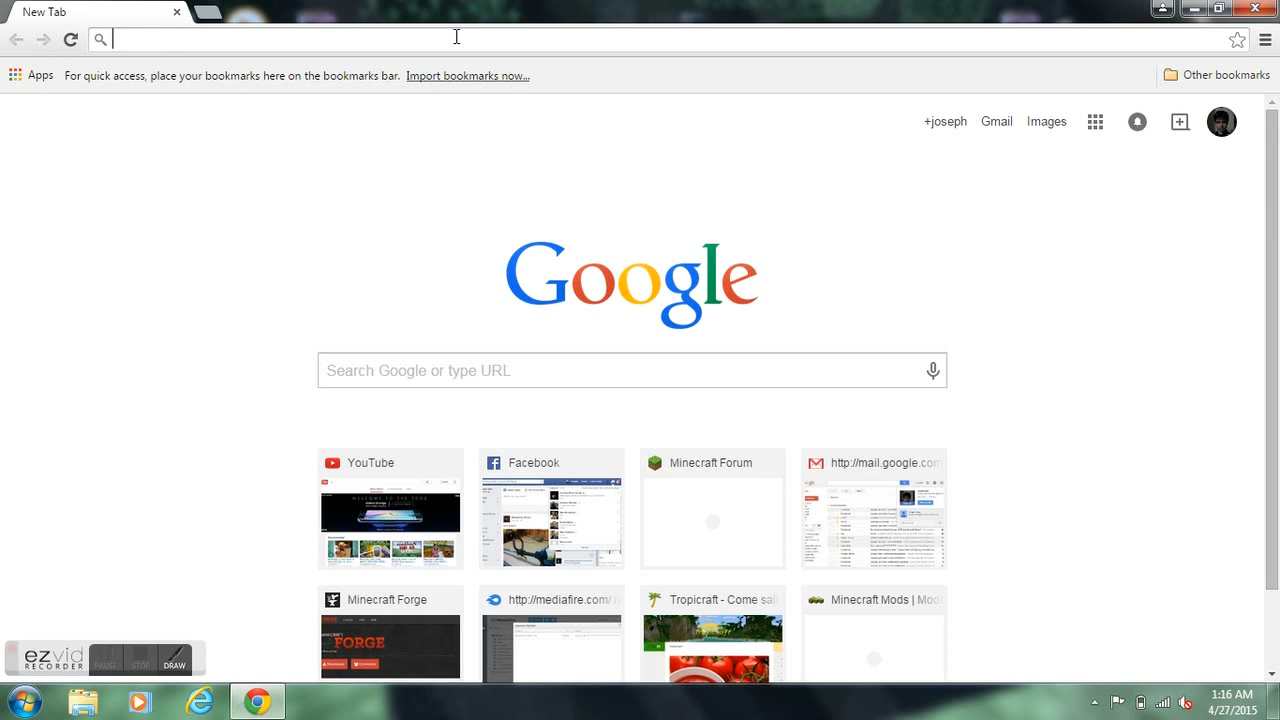 New Tab
Apps For quick access, place your bookmarks here on the bookmarks bar. Import bookmarks now... Other bookmarks
+joseph Gmail Images
Google
Search Google or type URL
YouTube Facebook Minecraft Forum http://mail.google.com
Minecraft Forge http://mediafire.com/ Tropicraft - Come sai Minecraft Mods | Mod
FORGE
ezvid
RECORDER PAUSE STOP DRAW
1:16 AM
4/27/2015